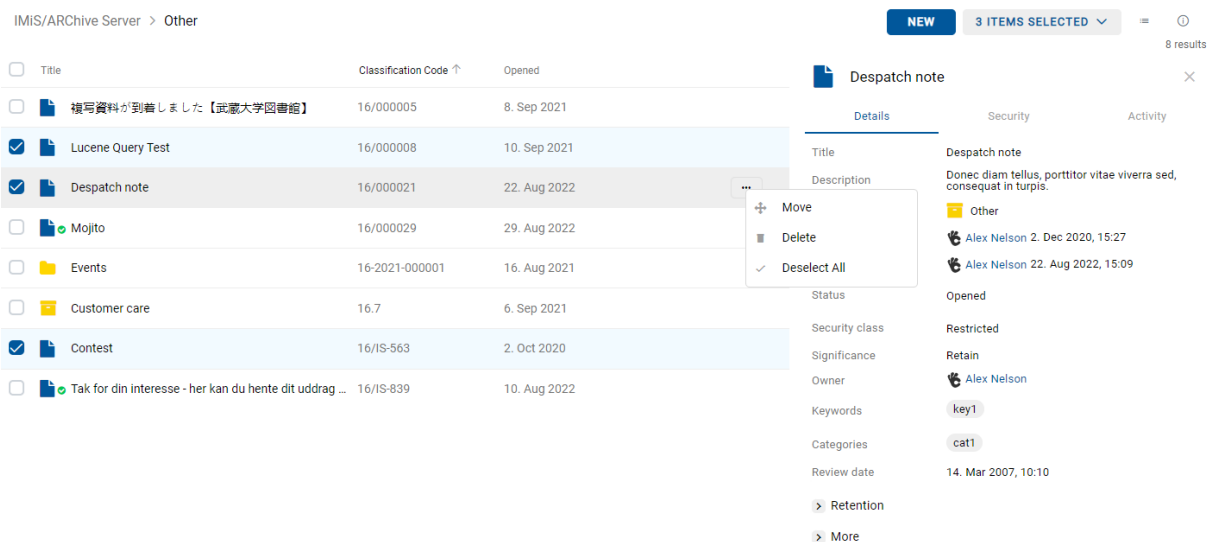 IMiS/ARChive Server > Other
NEW
3 ITEMS SELECTED
8 results
Title Classification Code Opened
複写資料が到着しました【武蔵大学図書館】 16/000005 8. Sep 2021
Lucene Query Test 16/000008 10. Sep 2021
Despatch note 16/000021 22. Aug 2022
Mojito 16/000029 29. Aug 2022
Events 16-2021-000001 16. Aug 2021
Customer care 16.7 6. Sep 2021
Contest 16/IS-563 2. Oct 2020
Tak for din interesse - her kan du hente dit uddrag ... 16/IS-839 10. Aug 2022
Move
Delete
Deselect All
Despatch note
Details Security Activity
Title Despatch note
Description Donec diam tellus, porttitor vitae viverra sed,
consequat in turpis.
Other
Alex Nelson 2. Dec 2020, 15:27
Alex Nelson 22. Aug 2022, 15:09
Status Opened
Security class Restricted
Significance Retain
Owner Alex Nelson
Keywords key1
Categories cat1
Review date 14. Mar 2007, 10:10
Retention
More